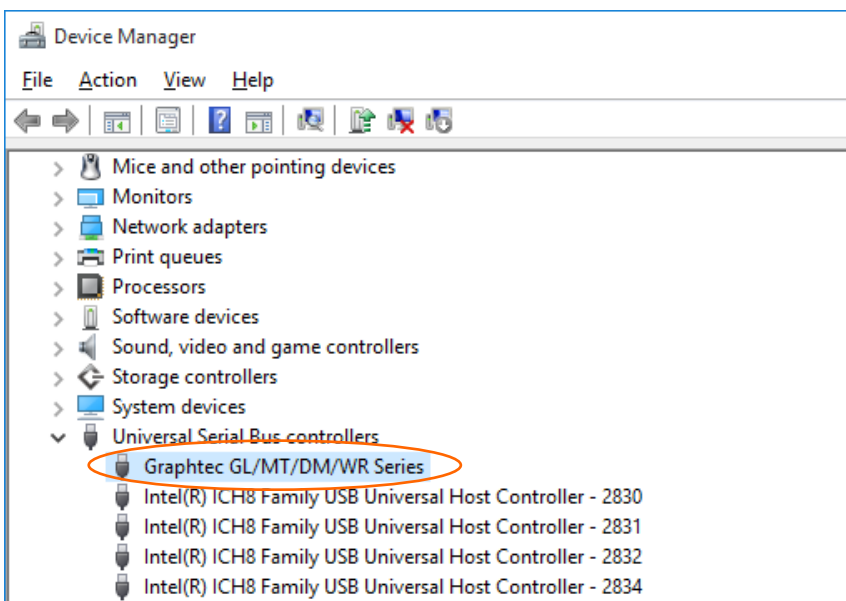 Device Manager
File Action View Help
Mice and other pointing devices
Monitors
Network adapters
Print queues
Processors
Software devices
Sound, video and game controllers
Storage controllers
System devices
Universal Serial Bus controllers
Graphtec GL/MT/DM/WR Series
Intel(R) ICH8 Family USB Universal Host Controller - 2830
Intel(R) ICH8 Family USB Universal Host Controller - 2831
Intel(R) ICH8 Family USB Universal Host Controller - 2832
Intel(R) ICH8 Family USB Universal Host Controller - 2834